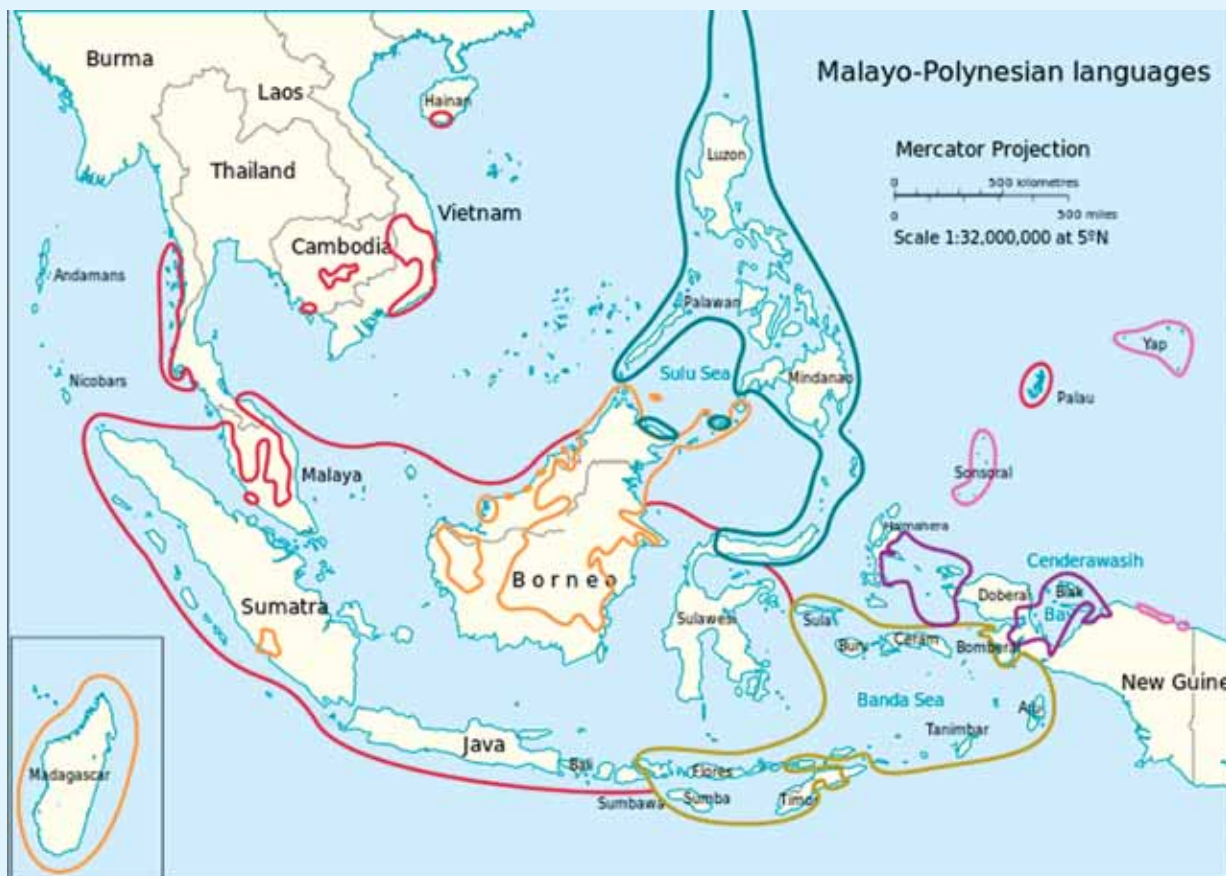 Malayo-Polynesian languages
Mercator Projection
0 500 kilometres
0 500 miles
Scale 1:32,000,000 at 5ºN
Burma
Laos
Hainan
Thailand
Vietnam
Cambodia
Luzon
Andamans
Palawan
Yap
Nicobars
Sulu Sea
Mindanao
Palau
Malaya
Sonsoral
Halmahera
Cenderawasih
Borneo
Doberai
Biak
Bay
Sumatra
Sulawesi
Sula
Buru
Ceram
Bomberai
New Guine
Banda Sea
Aru
Tanimbar
Java
Bali
Flores
Madagascar
Sumbawa
Sumba
Timor